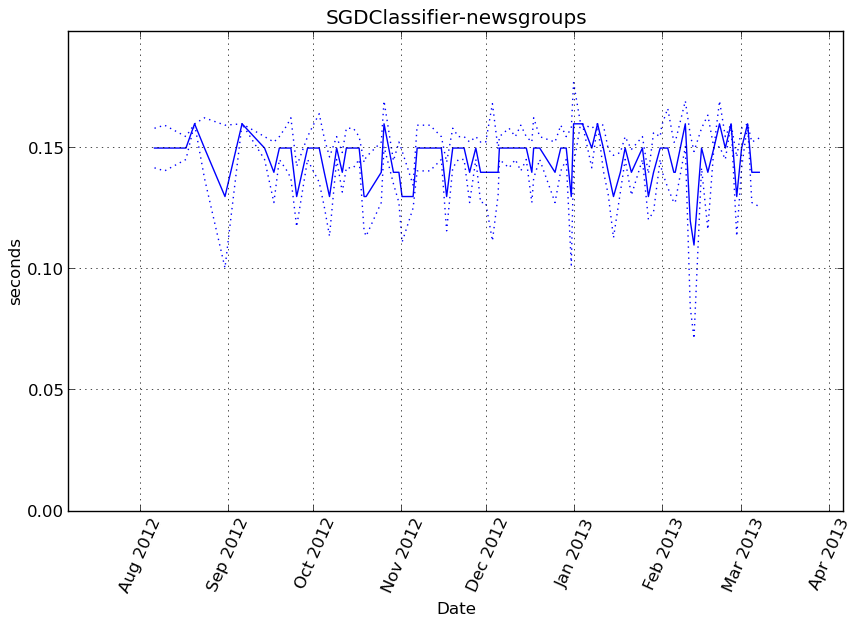 SGDClassifier-newsgroups
0.15
0.10
0.05
0.00
seconds
Aug 2012
Sep 2012
Oct 2012
Nov 2012
Dec 2012
Jan 2013
Feb 2013
Mar 2013
Apr 2013
Date